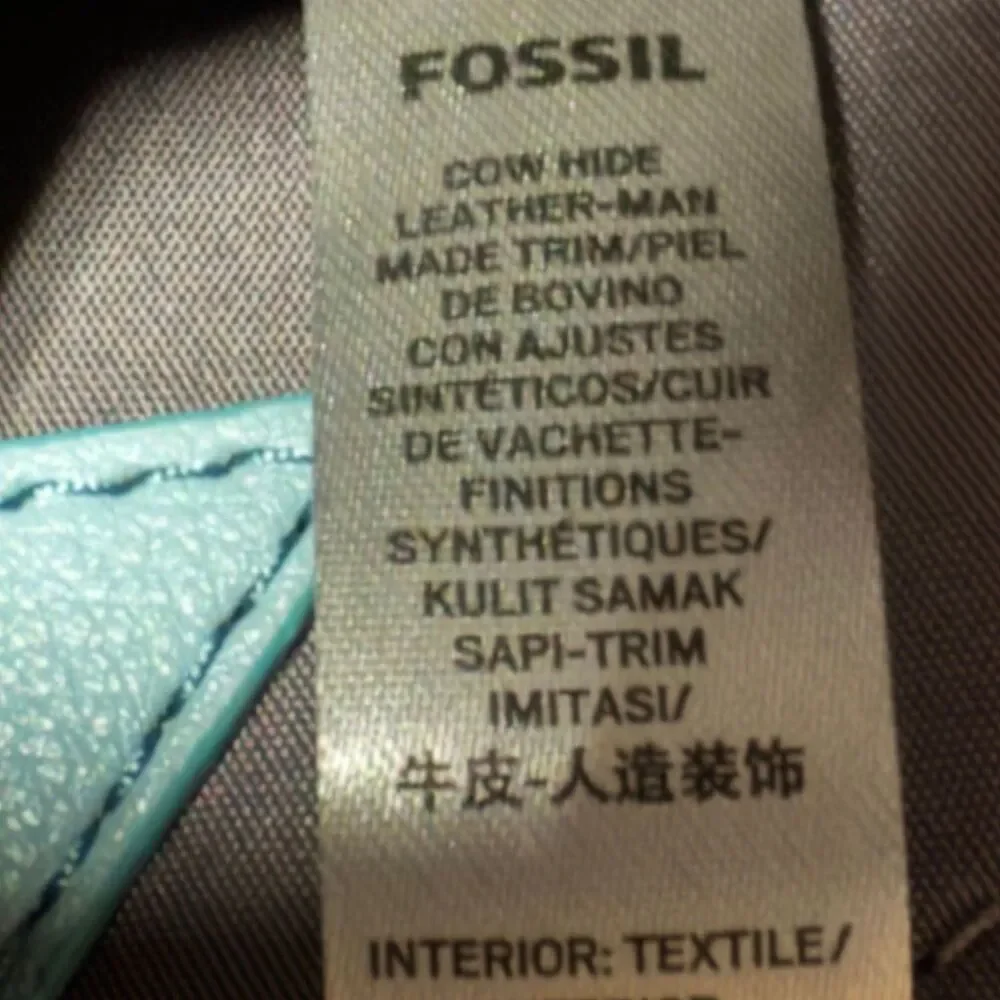 FOSSIL
COW HIDE
LEATHER-MAN
MADE TRIM/PIEL
DE BOVINO
CON AJUSTES
SINTÉTICOS/CUIR
DE VACHETTE-
FINITIONS
SYNTHÉTIQUES/
KULIT SAMAK
SAPI-TRIM
IMITASI/
牛皮-人造装饰
INTERIOR: TEXTILE/